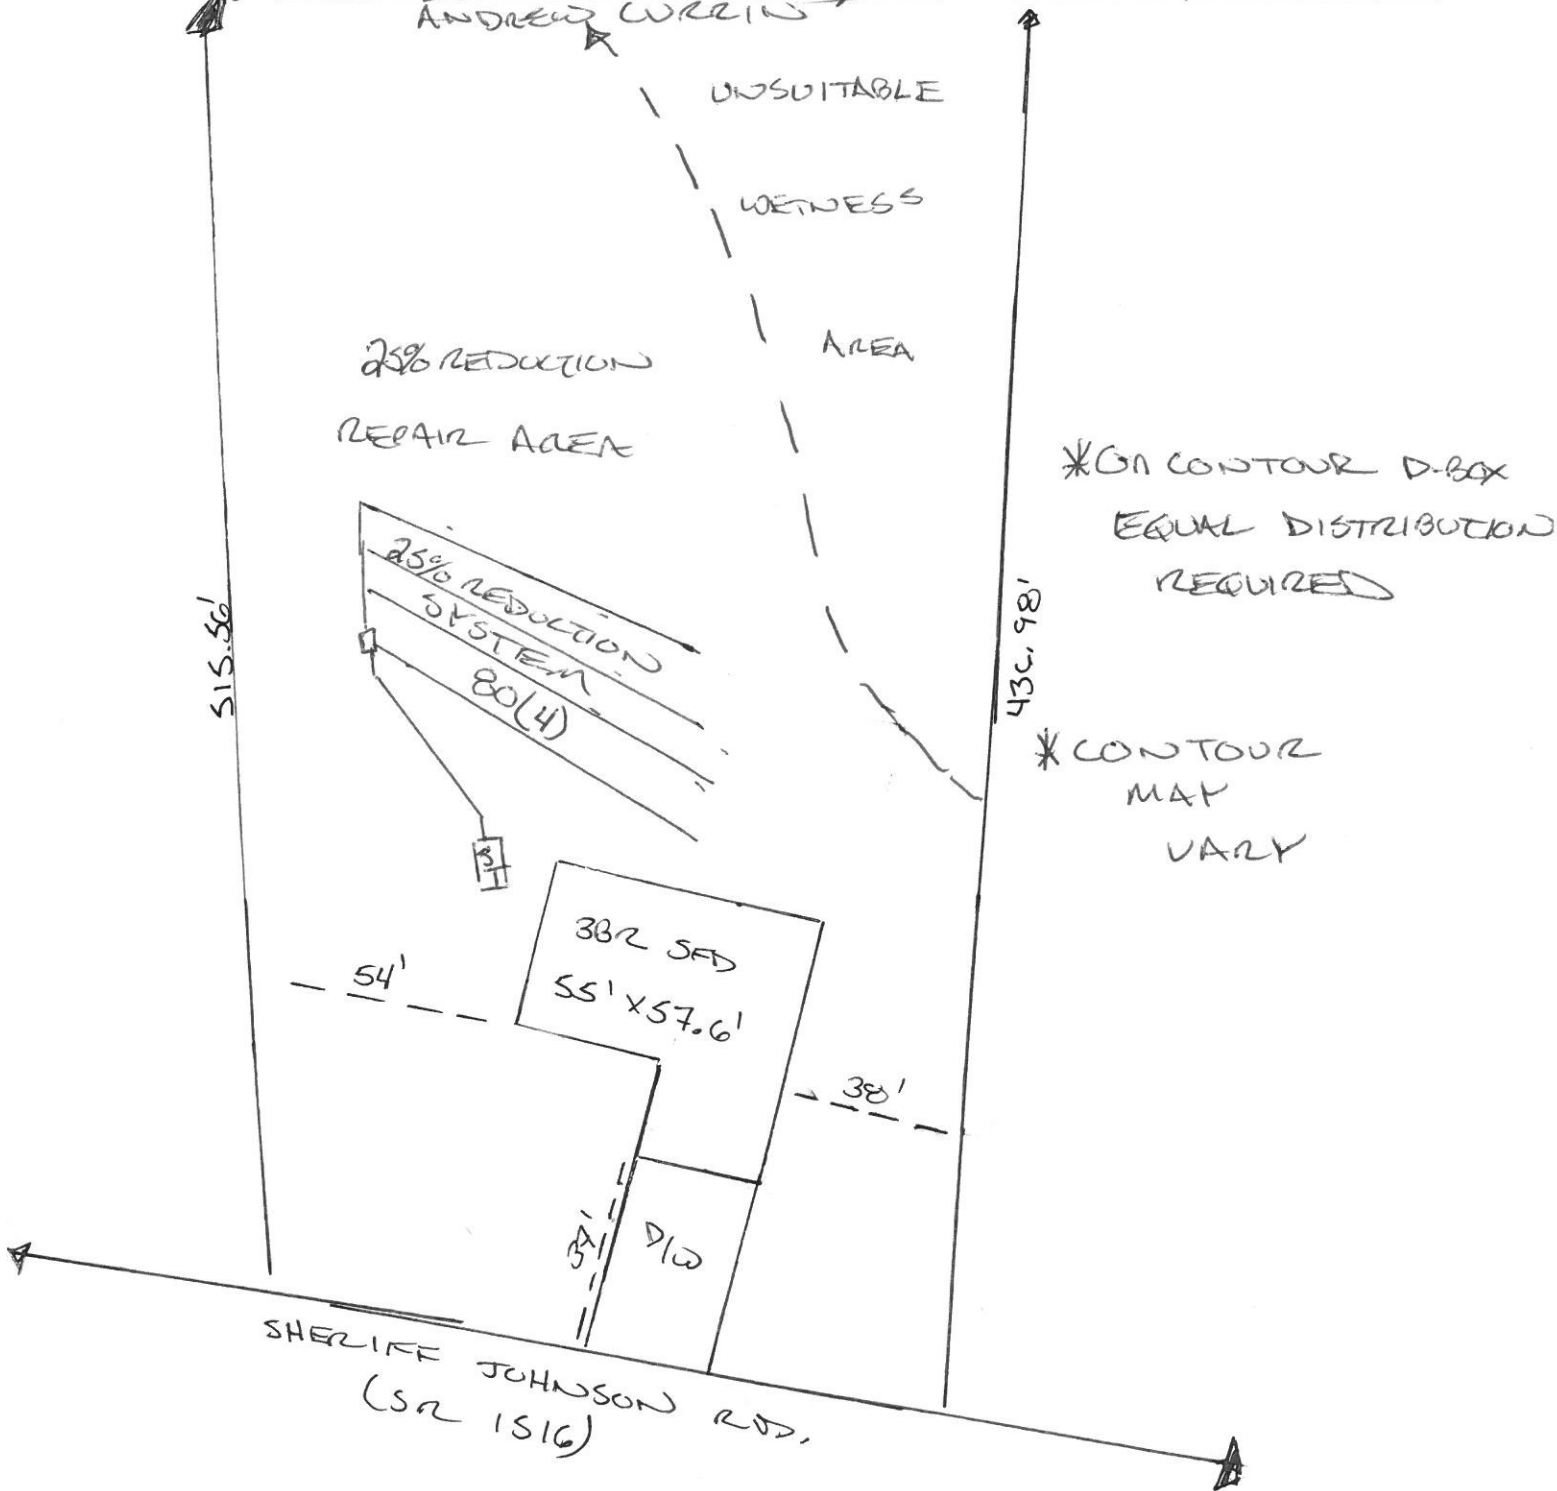 ANDREW CURRIN
UNSUITABLE
WETNESS
AREA
25% REDUCTION
REPAIR AREA
*On CONTOUR D-BOX
EQUAL DISTRIBUTION
REQUIRED
25% REDUCTION
SYSTEM
80(4)
515.56'
436.98'
*CONTOUR
MAY
VARY
ST
3BR SFD
55' X 57.6'
54'
38'
D/W
SHERIFF JOHNSON RD.
(SR 1516)